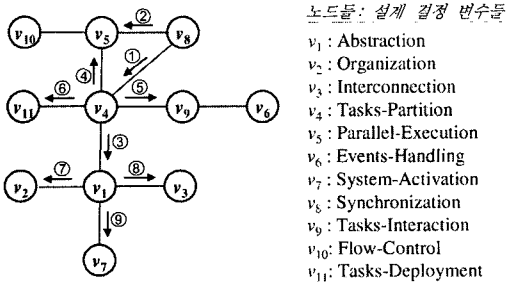 노드들: 설계 결정 변수들
v₁ : Abstraction
v₂ : Organization
v₃ : Interconnection
v₄ : Tasks-Partition
v₅ : Parallel-Execution
v₆ : Events-Handling
v₇ : System-Activation
v₈ : Synchronization
v₉ : Tasks-Interaction
v₁₀: Flow-Control
v₁₁: Tasks-Deployment
②
v₁₀ v₅ v₈
①
④
⑥ ⑤
v₁₁ v₄ v₉ v₆
③
⑦ ⑧
v₂ v₁ v₃
⑨
v₇